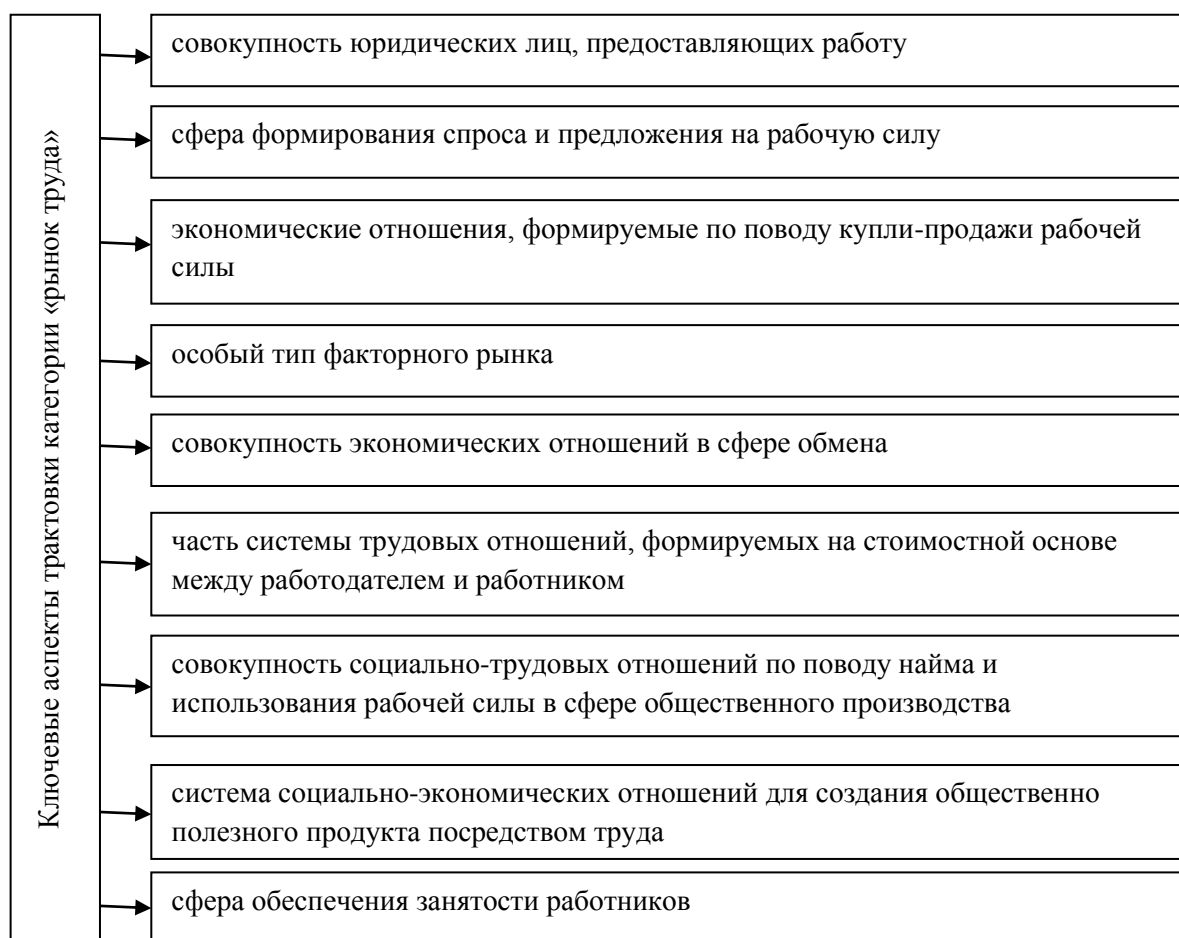 Ключевые аспекты трактовки категории «рынок труда»
совокупность юридических лиц, предоставляющих работу
сфера формирования спроса и предложения на рабочую силу
экономические отношения, формируемые по поводу купли-продажи рабочей
силы
особый тип факторного рынка
совокупность экономических отношений в сфере обмена
часть системы трудовых отношений, формируемых на стоимостной основе
между работодателем и работником
совокупность социально-трудовых отношений по поводу найма и
использования рабочей силы в сфере общественного производства
система социально-экономических отношений для создания общественно
полезного продукта посредством труда
сфера обеспечения занятости работников